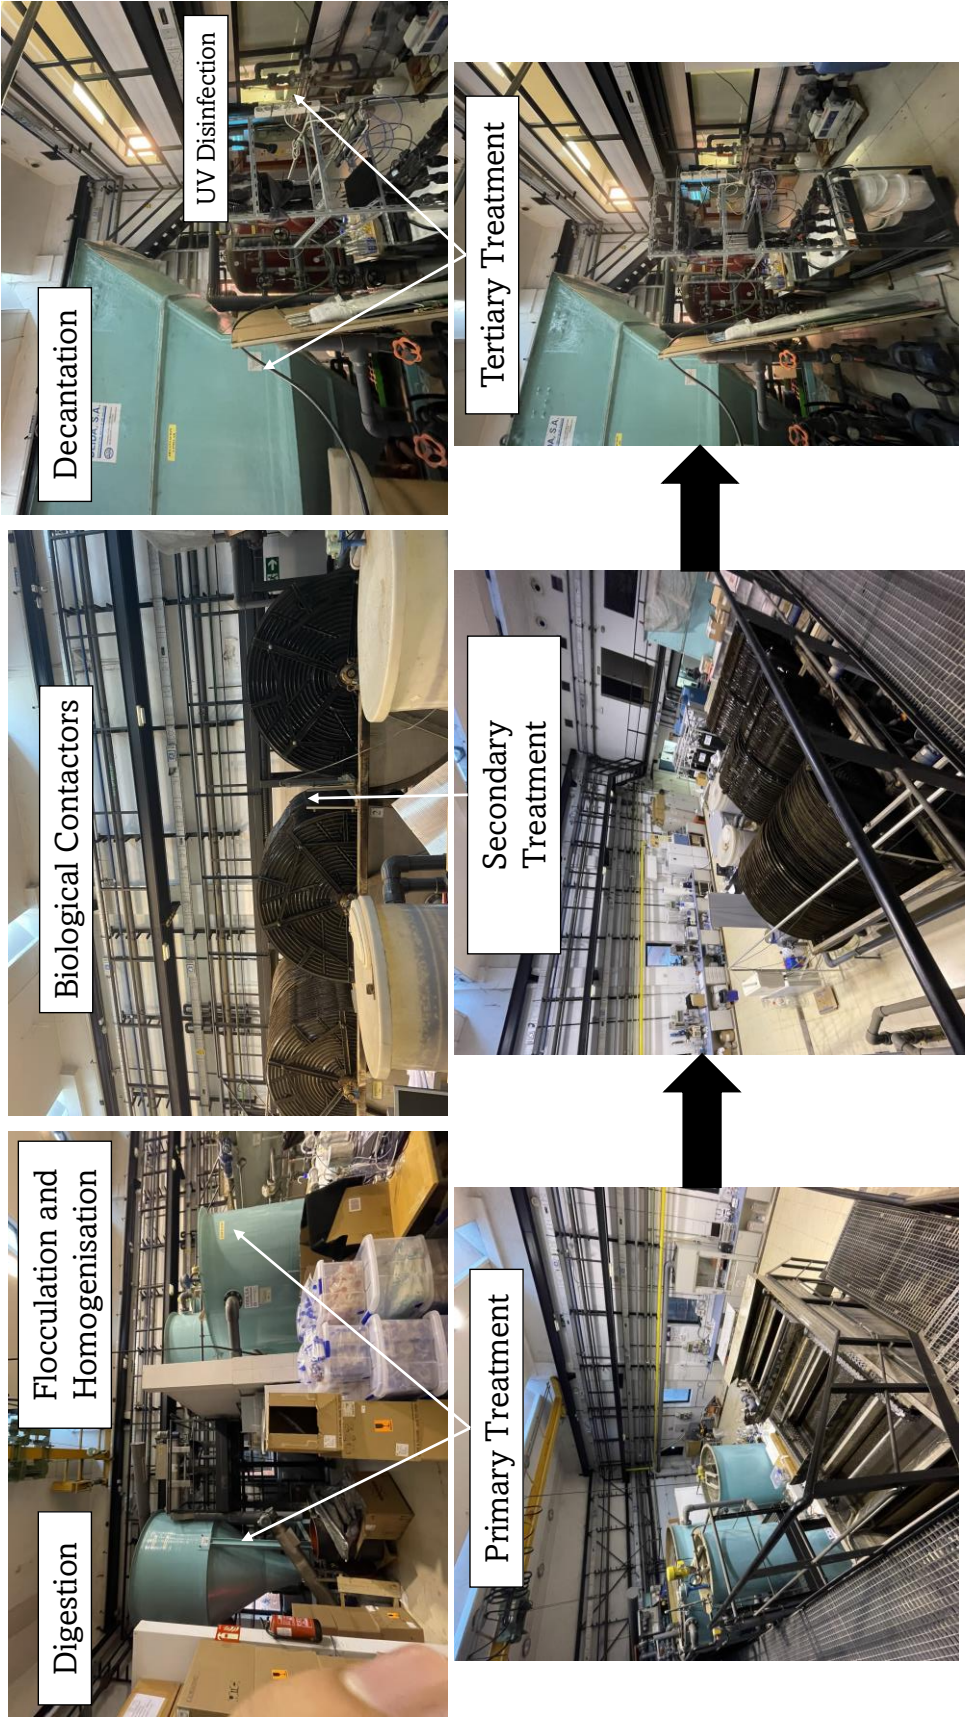 Digestion
Flocculation and
Homogenisation
Biological Contactors
Decantation
UV Disinfection
Primary Treatment
Secondary
Treatment
Tertiary Treatment